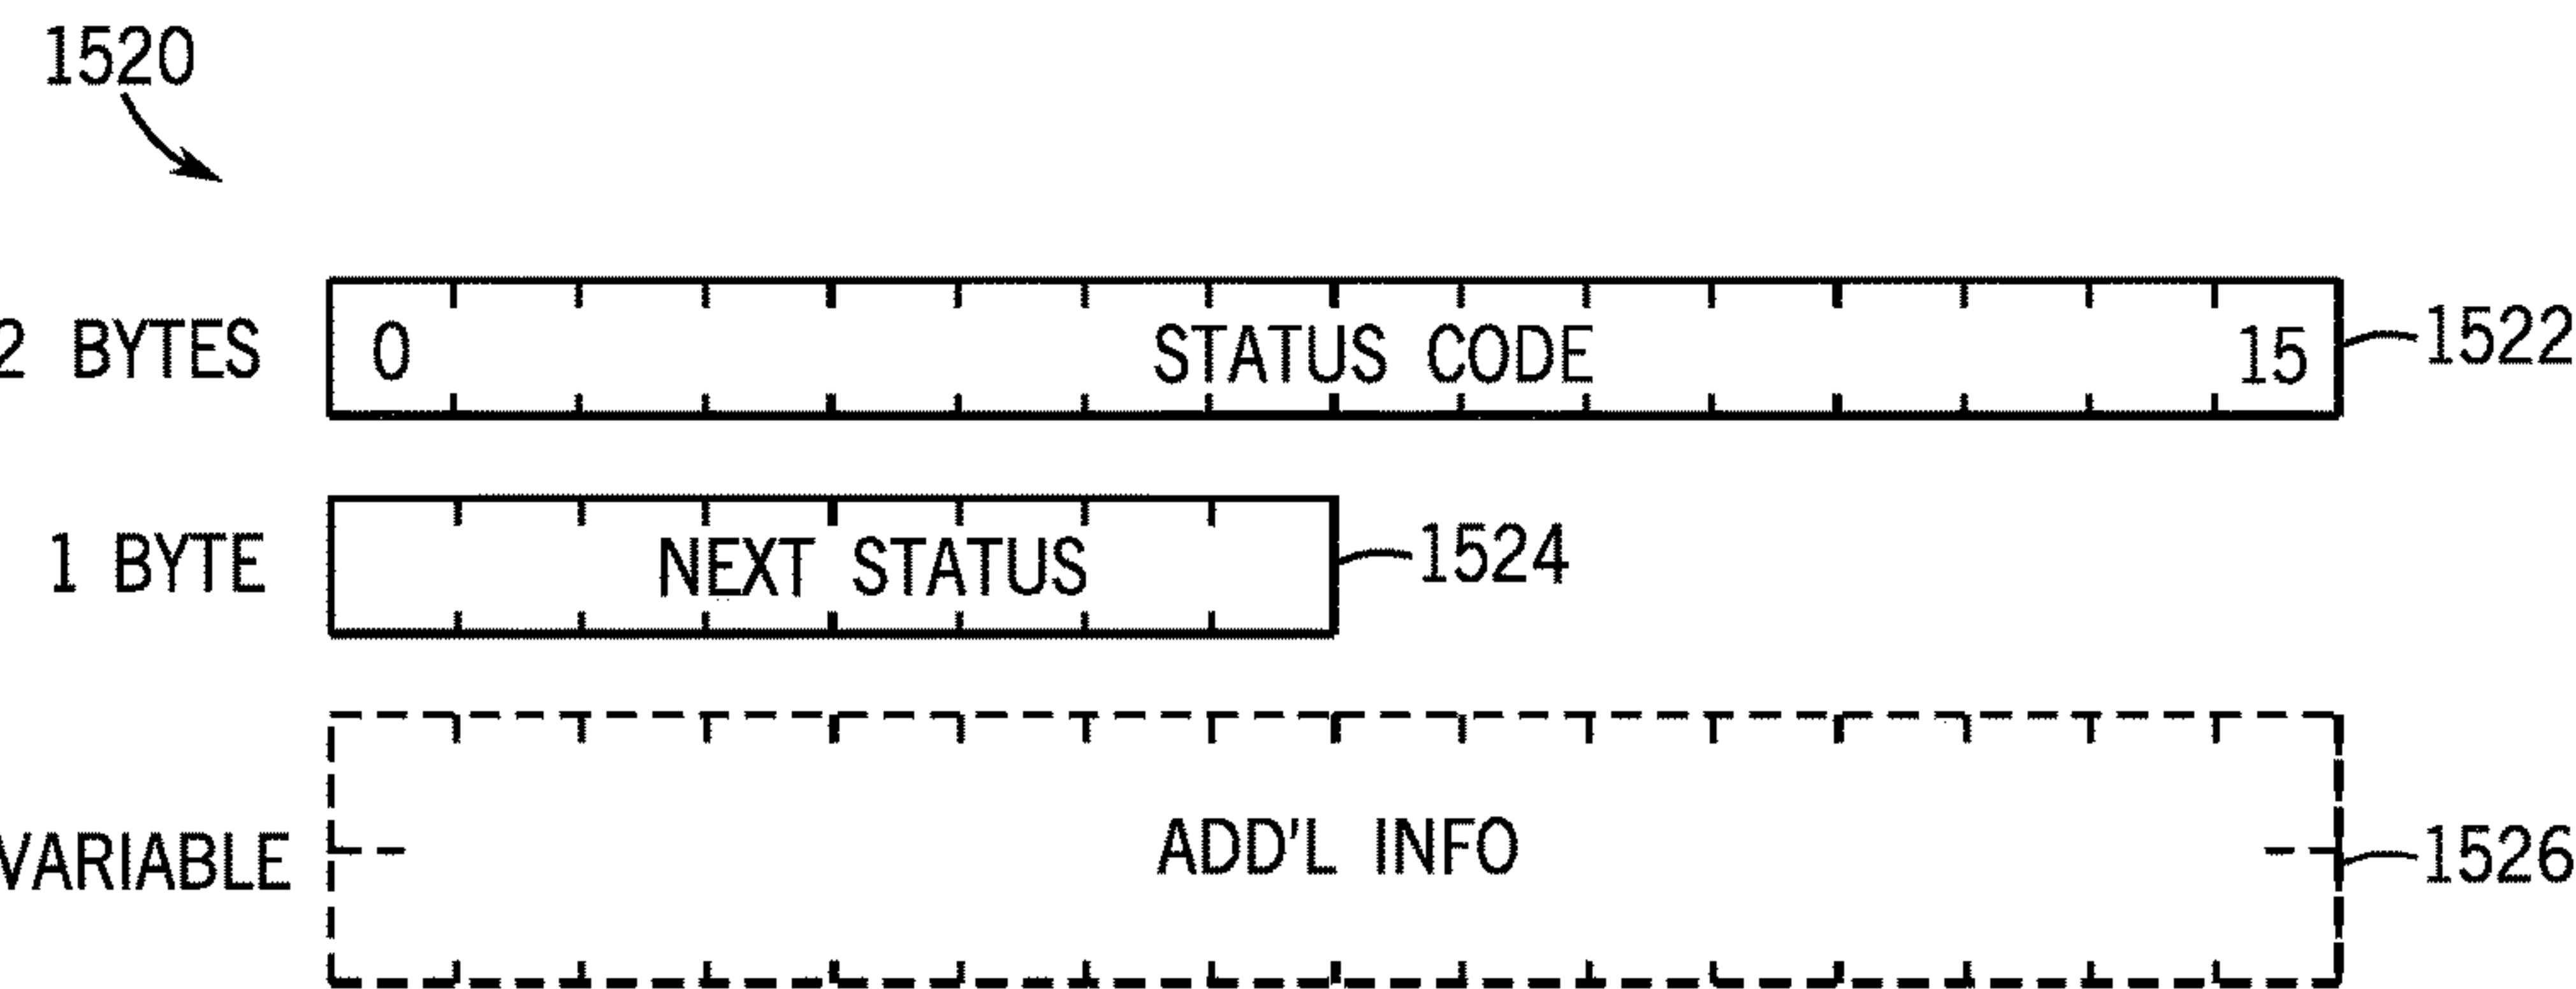 1520
2 BYTES 0 STATUS CODE 15 1522
1 BYTE NEXT STATUS 1524
VARIABLE ADD'L INFO 1526